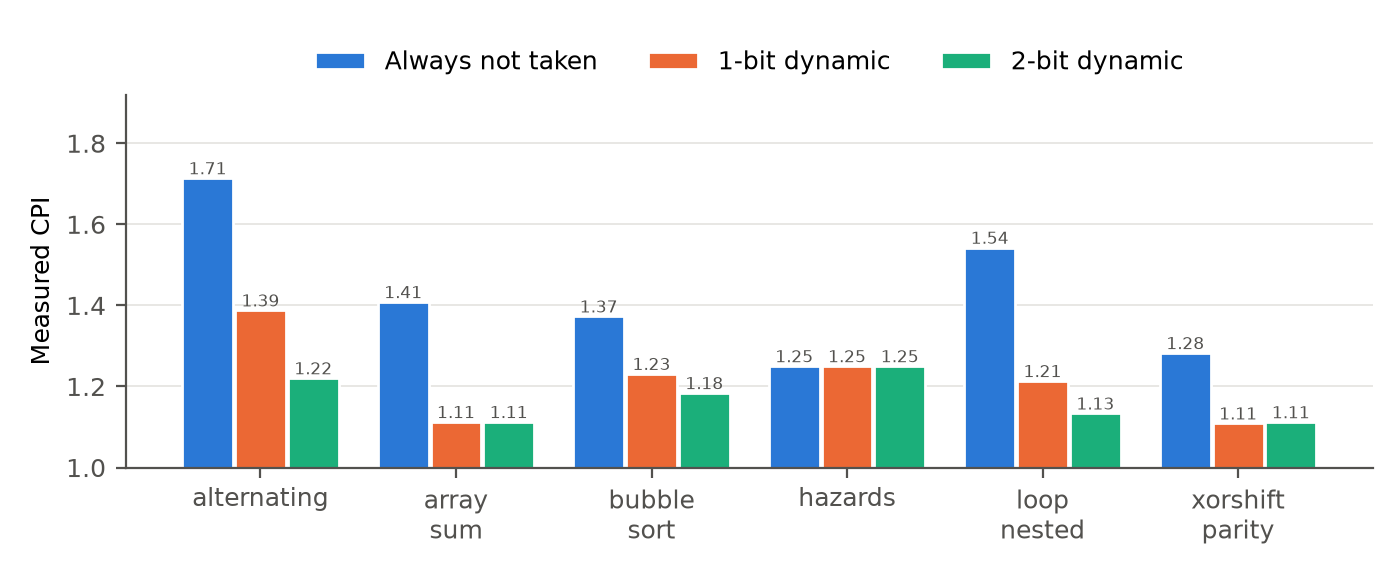 Always not taken 1-bit dynamic 2-bit dynamic
Measured CPI
1.8
1.6
1.4
1.2
1.0
1.71 1.39 1.22
1.41 1.11 1.11
1.37 1.23 1.18
1.25 1.25 1.25
1.54 1.21 1.13
1.28 1.11 1.11
alternating
array
sum
bubble
sort
hazards
loop
nested
xorshift
parity